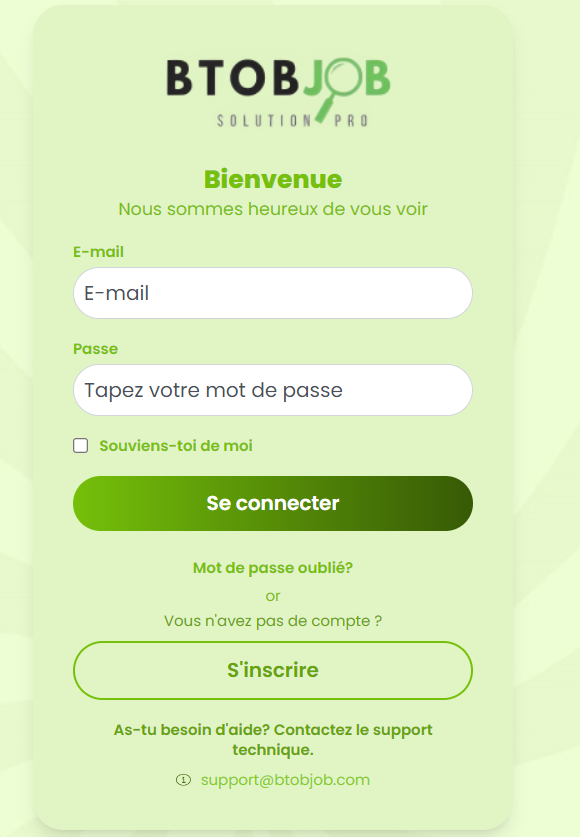 BTOBJOB
SOLUTION PRO
Bienvenue
Nous sommes heureux de vous voir
E-mail
E-mail
Passe
Tapez votre mot de passe
Souviens-toi de moi
Se connecter
Mot de passe oublié?
or
Vous n'avez pas de compte ?
S'inscrire
As-tu besoin d'aide? Contactez le support
technique.
support@btobjob.com